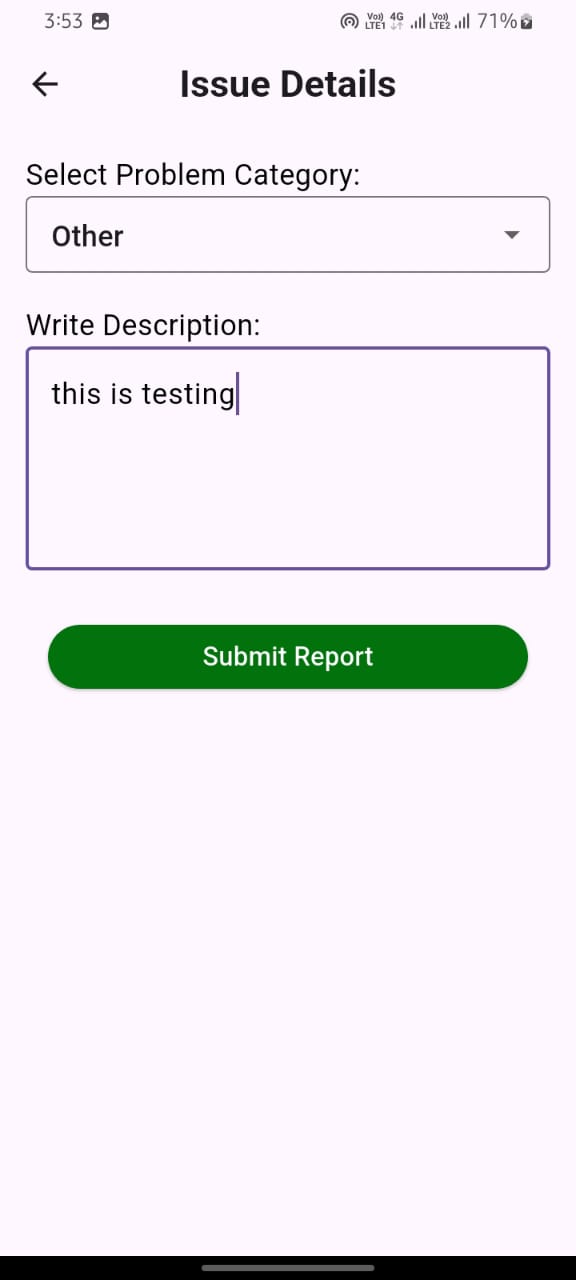 3:53
Vo)) LTE1 4G Vo)) LTE2 71%
Issue Details
Select Problem Category:
Other
Write Description:
this is testing
Submit Report